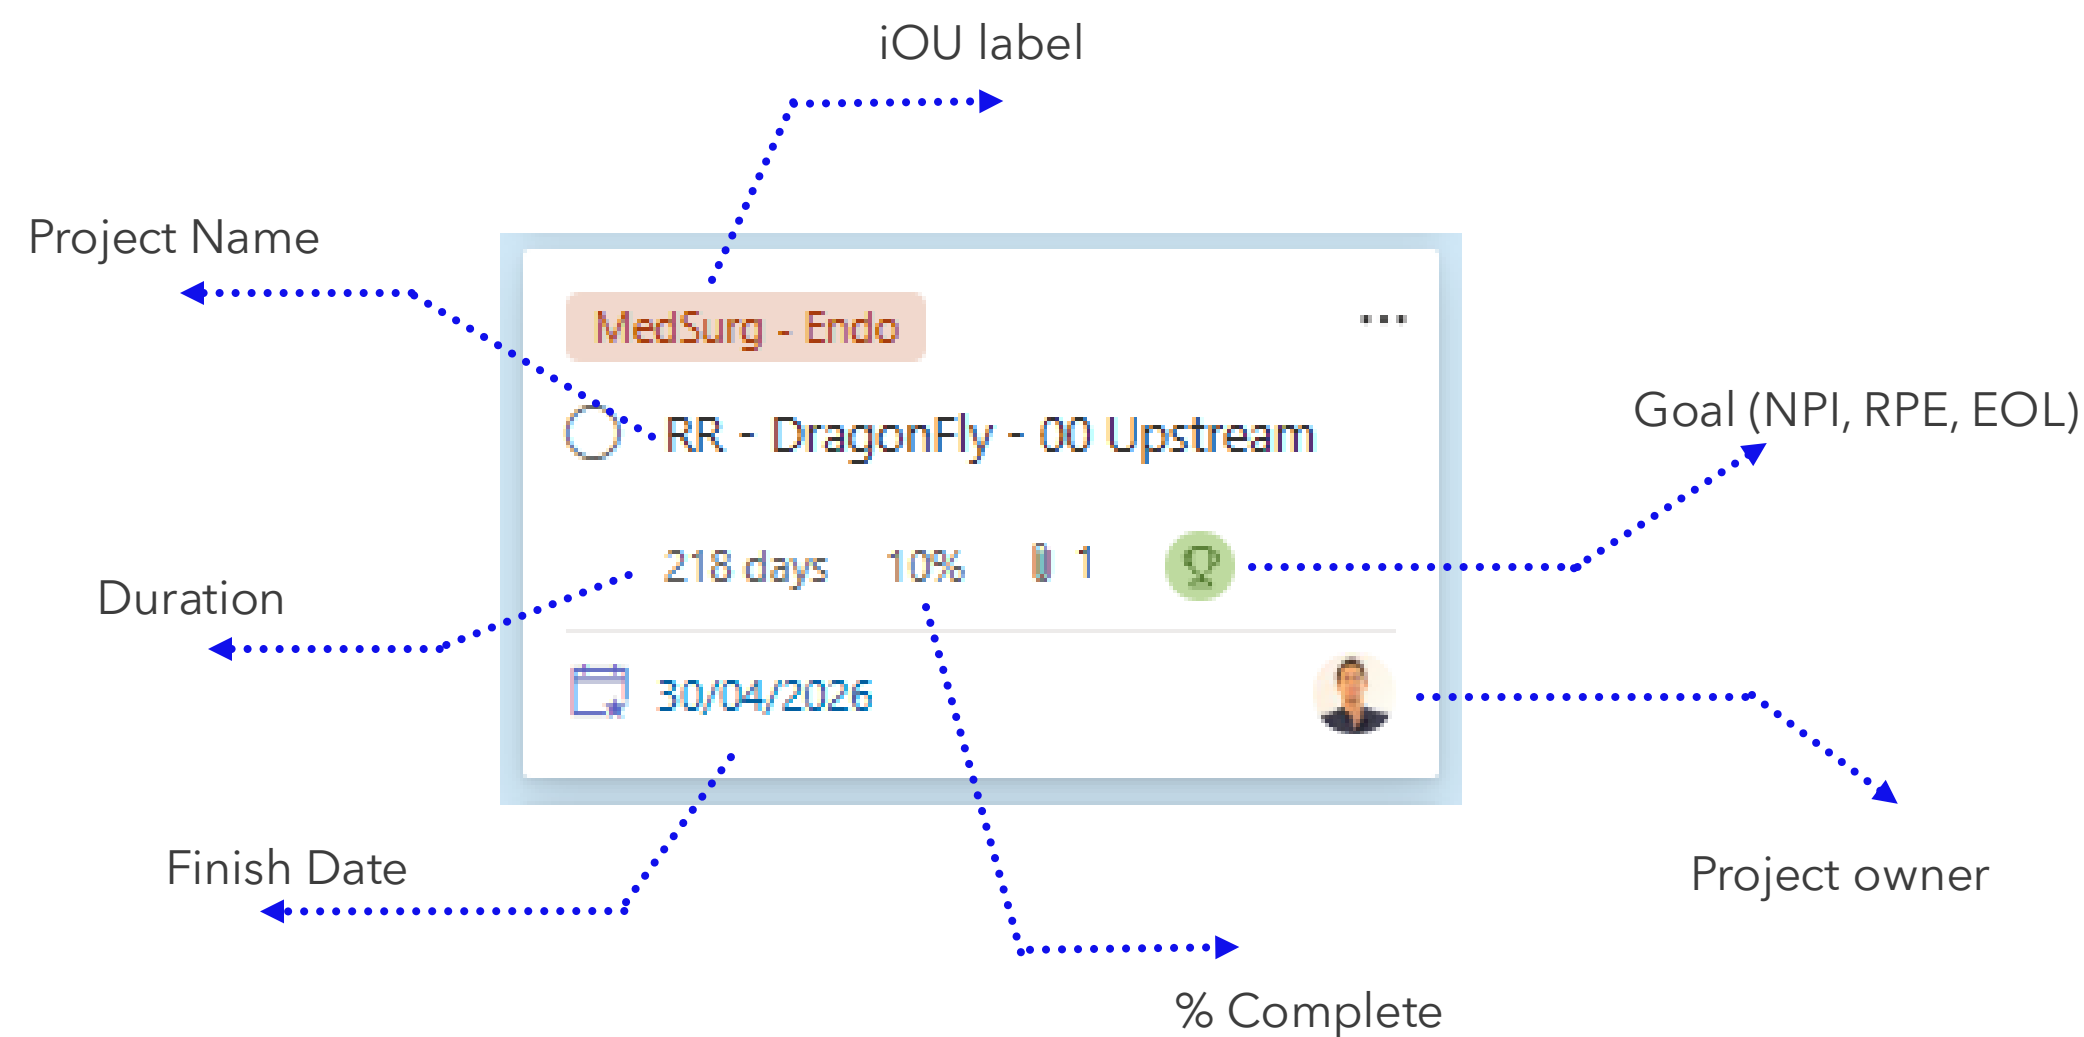 iOU label
Project Name
MedSurg - Endo
...
RR - DragonFly - 00 Upstream
Goal (NPI, RPE, EOL)
218 days 10% 1
Duration
30/04/2026
Finish Date
Project owner
% Complete